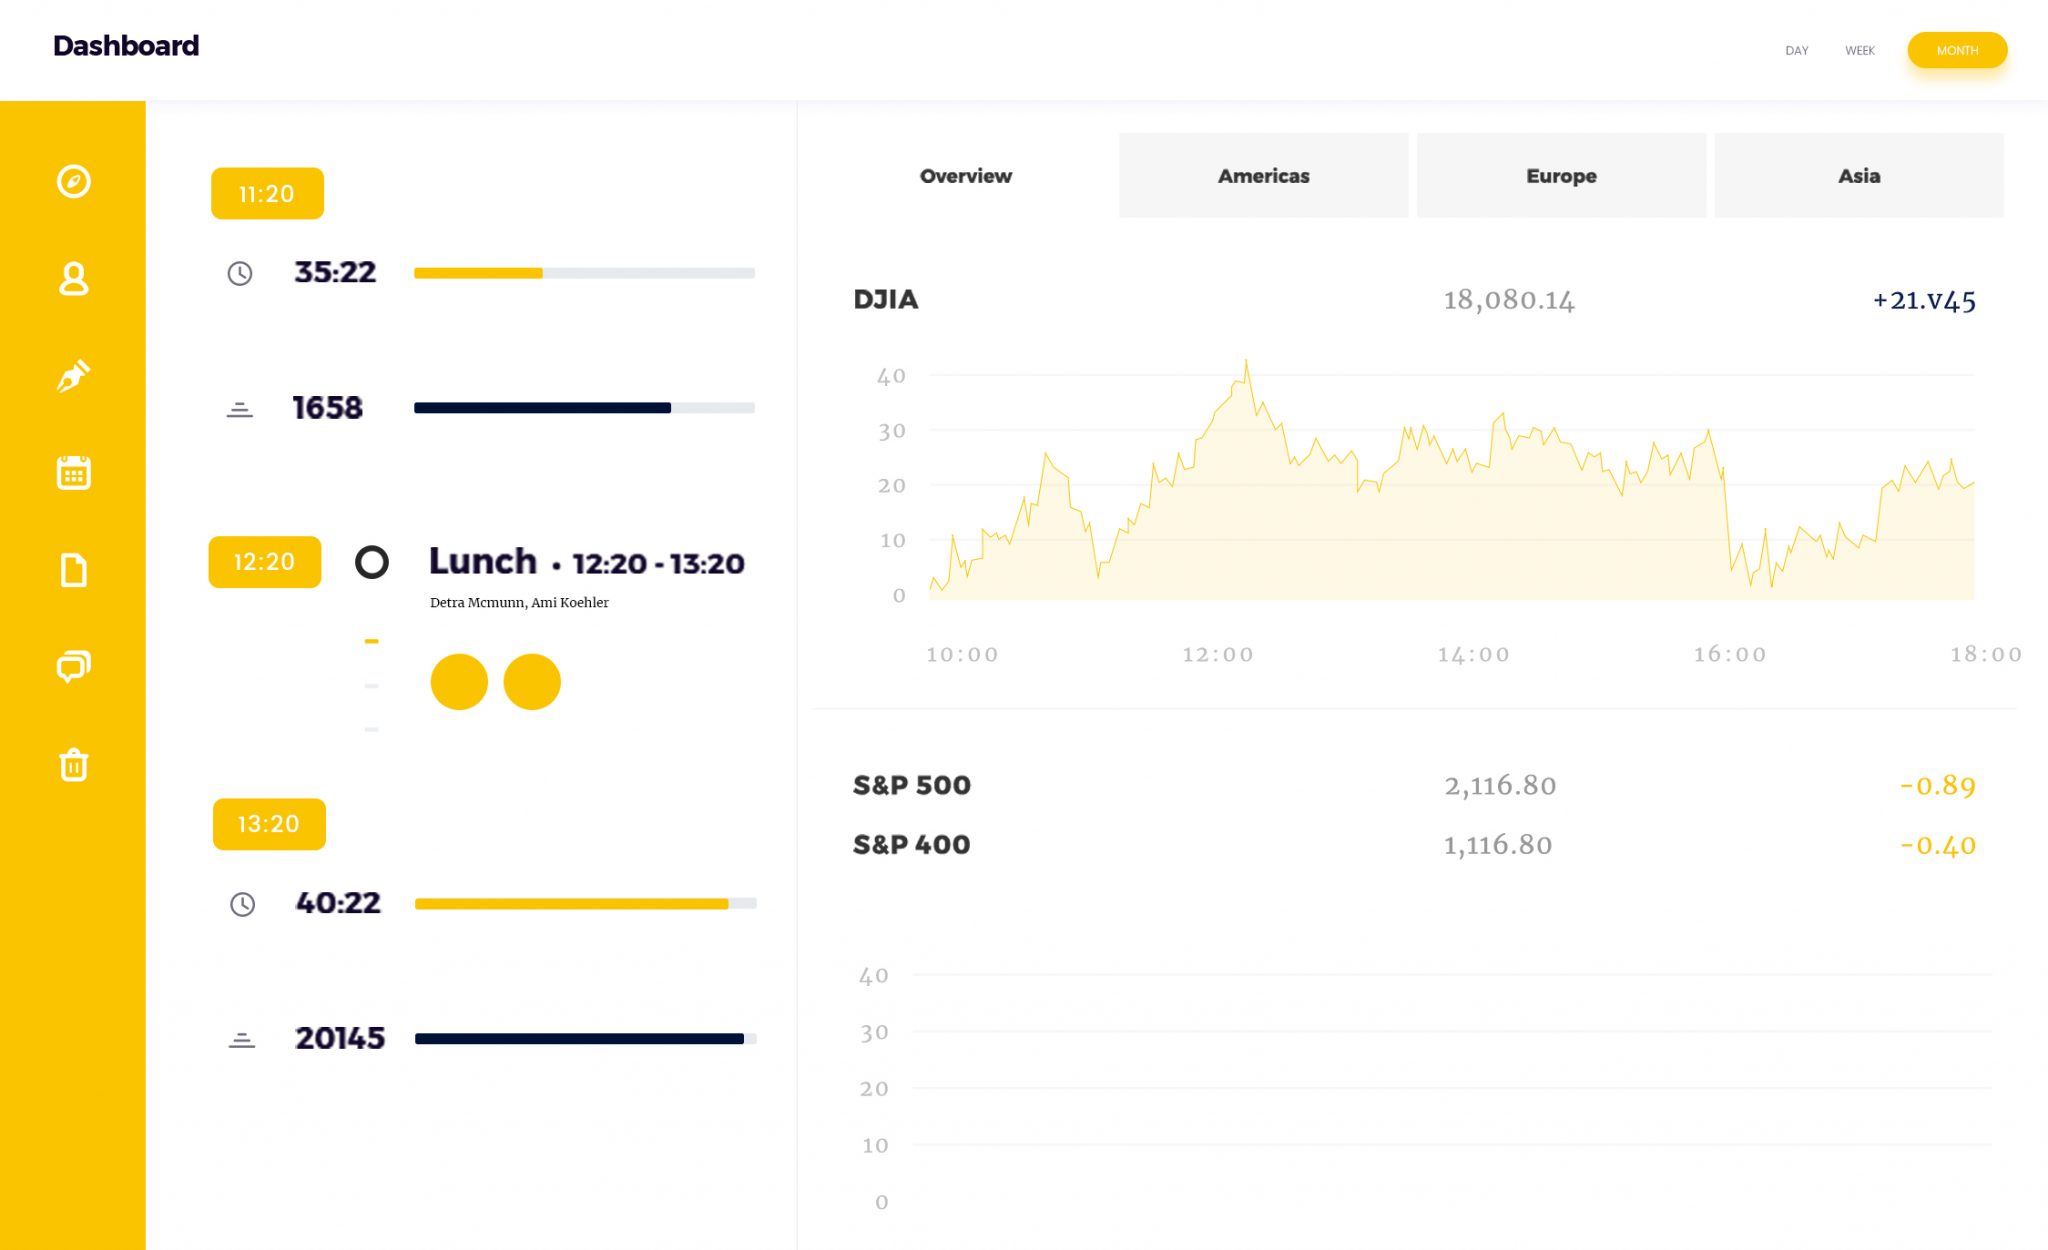 Dashboard
DAY WEEK MONTH
11:20
35:22
1658
12:20
Lunch • 12:20 - 13:20
Detra Mcmunn, Ami Koehler
13:20
40:22
20145
Overview Americas Europe Asia
DJIA 18,080.14 +21.v45
40
30
20
10
0
10:00 12:00 14:00 16:00 18:00
S&P 500 2,116.80 -0.89
S&P 400 1,116.80 -0.40
40
30
20
10
0